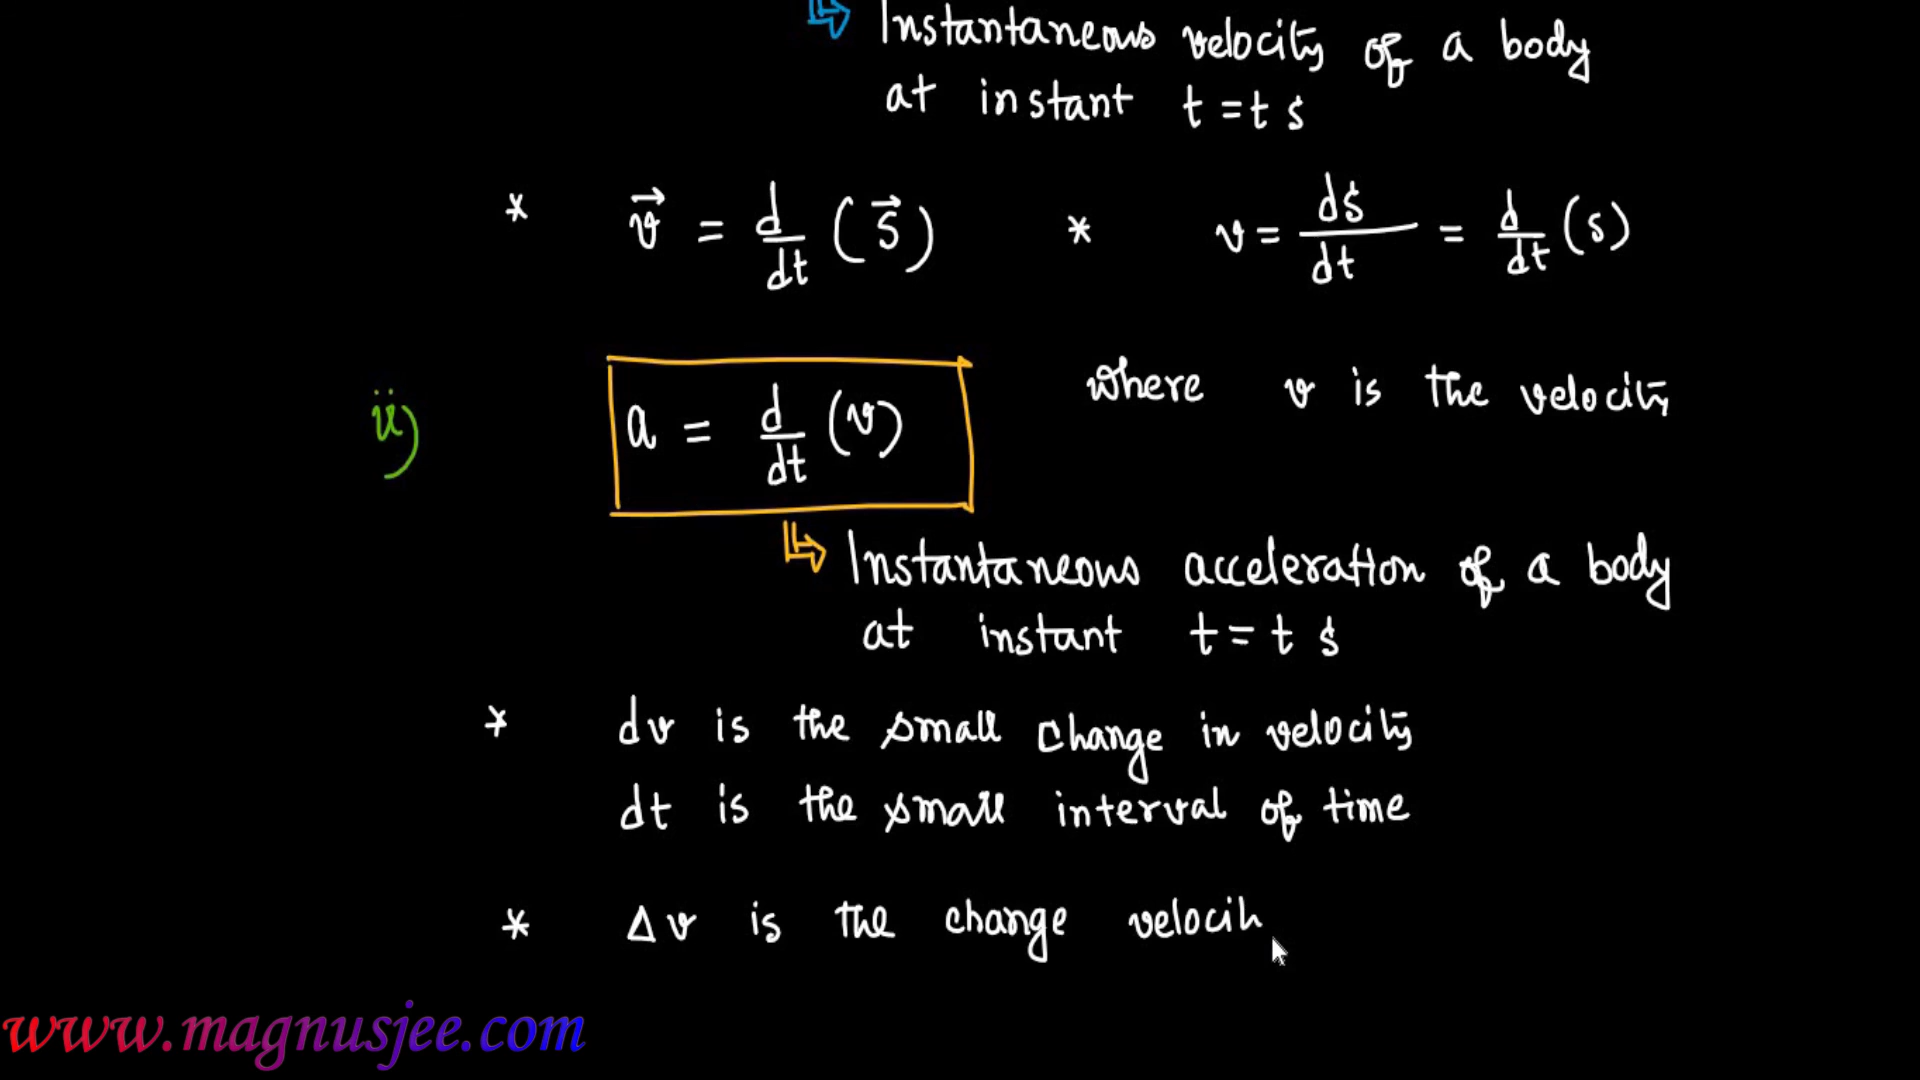 Instantaneous velocity of a body
at instant t = t s
* v⃗ = d/dt (s⃗) * v = ds/dt = d/dt (s)
ii) a = d/dt (v) where v is the velocity
Instantaneous acceleration of a body
at instant t = t s
* dv is the small change in velocity
dt is the small interval of time
* Δv is the change velocit
www.magnusjee.com